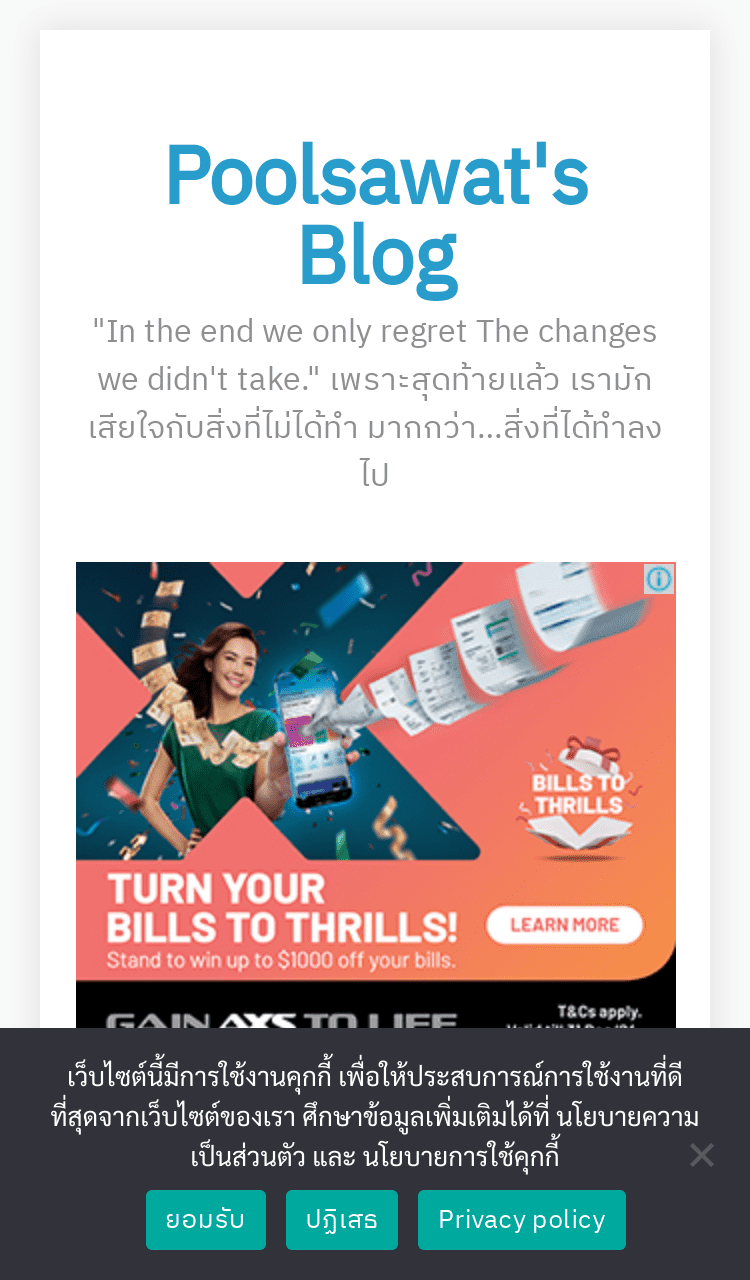 Poolsawat's
Blog
"In the end we only regret The changes
we didn't take." เพราะสุดท้ายแล้ว เรามัก
เสียใจกับสิ่งที่ไม่ได้ทำ มากกว่า...สิ่งที่ได้ทำลง
ไป
BILLS TO
THRILLS
TURN YOUR
BILLS TO THRILLS!
LEARN MORE
Stand to win up to $1000 off your bills.
GAIN AXS TO LIFE
T&Cs apply.
เว็บไซต์นี้มีการใช้งานคุกกี้ เพื่อให้ประสบการณ์การใช้งานที่ดี
ที่สุดจากเว็บไซต์ของเรา ศึกษาข้อมูลเพิ่มเติมได้ที่ นโยบายความ
เป็นส่วนตัว และ นโยบายการใช้คุกกี้
ยอมรับ
ปฏิเสธ
Privacy policy